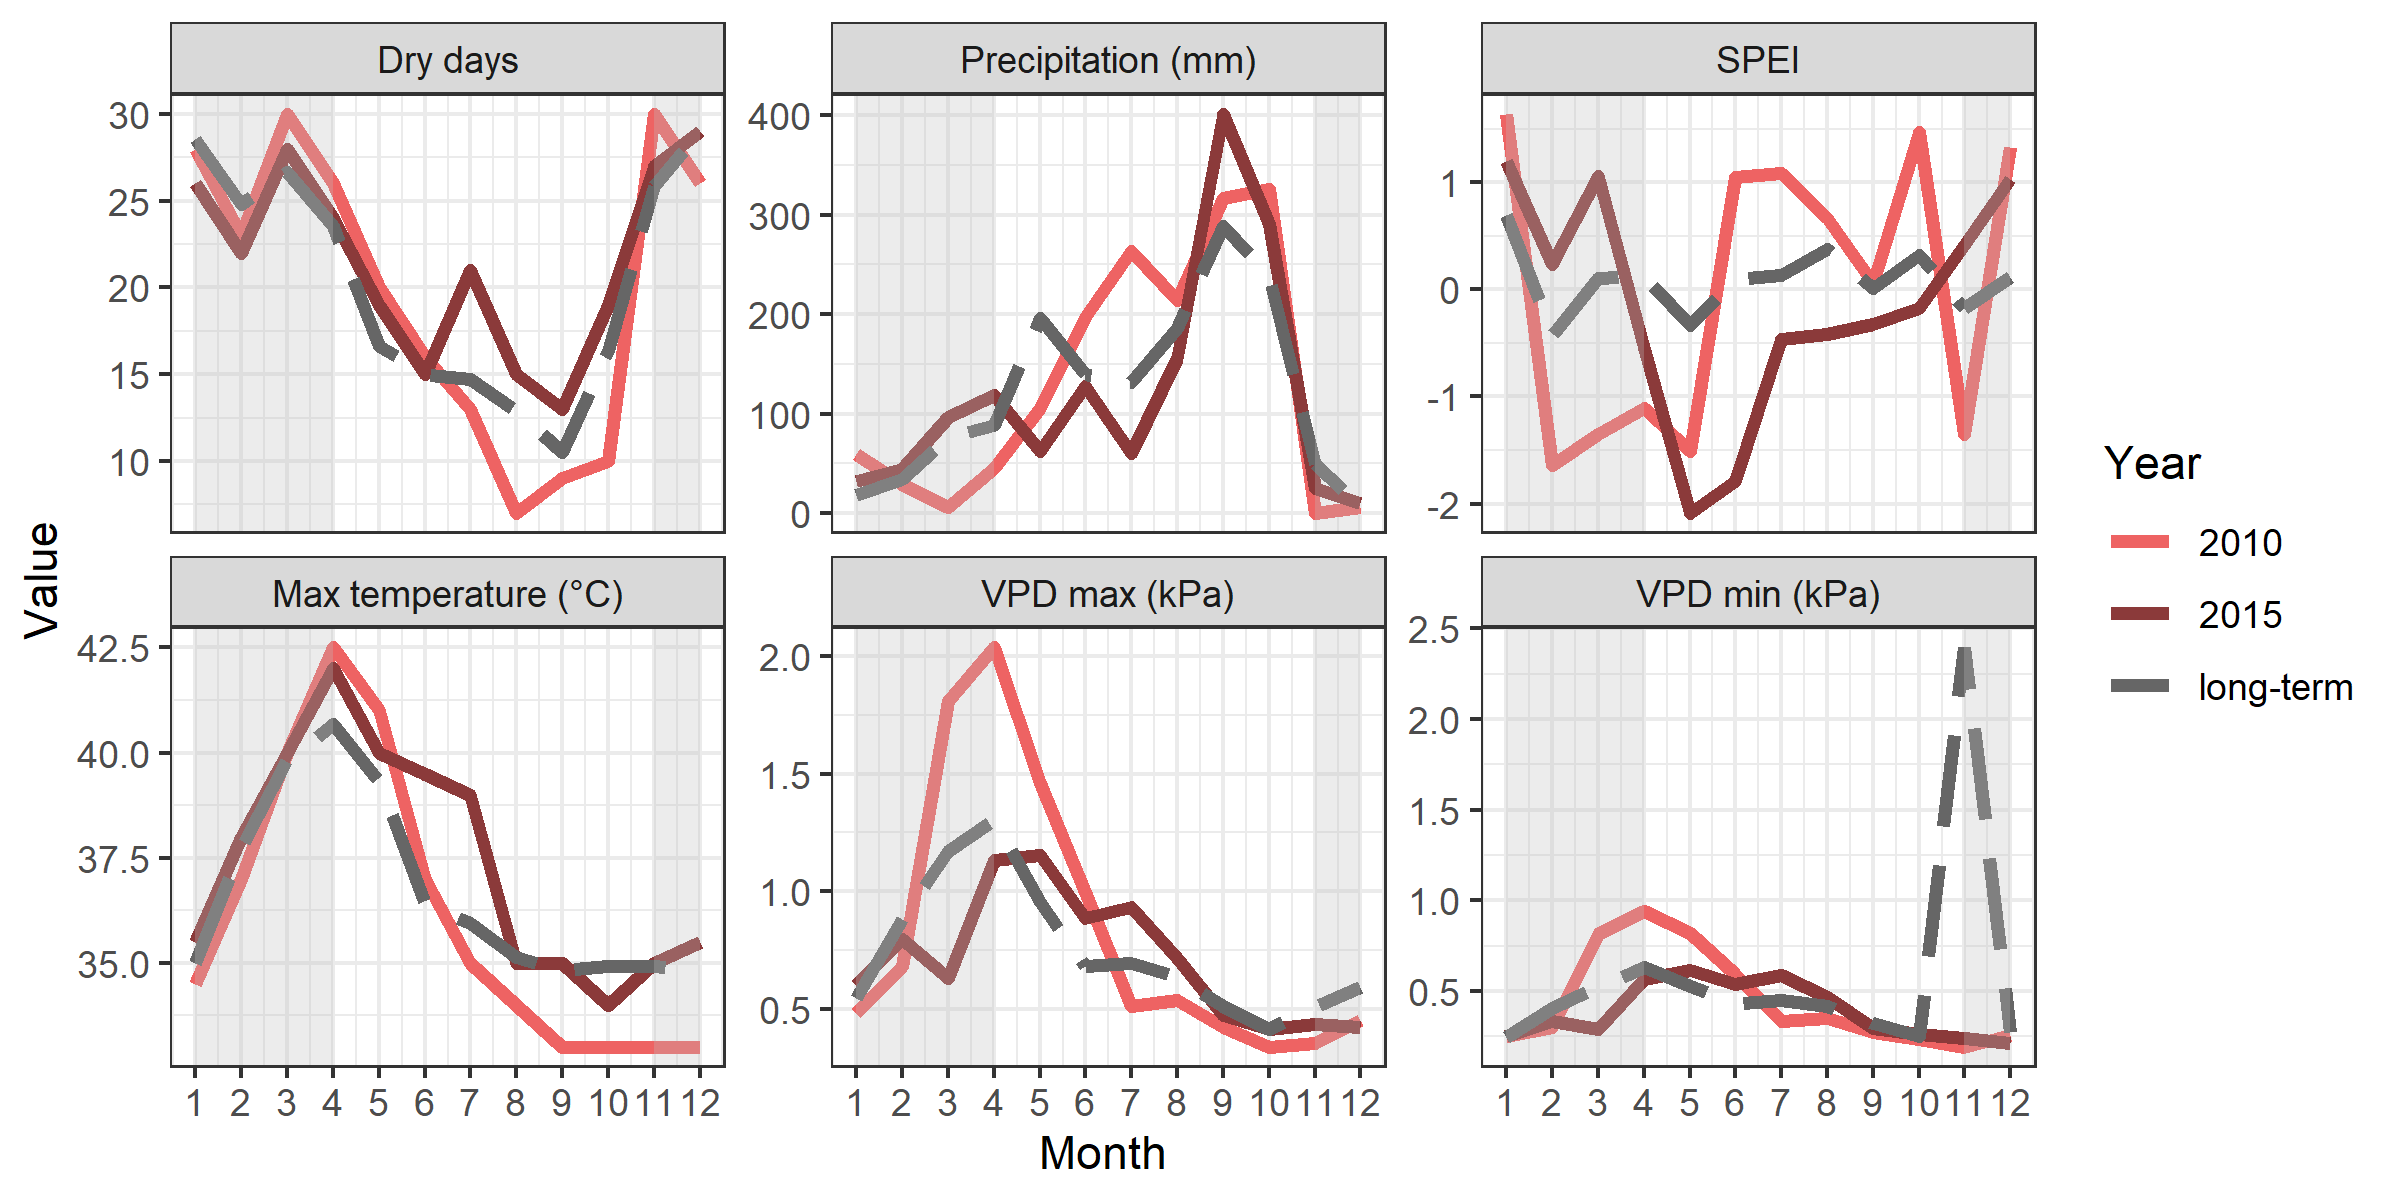 Dry days
Precipitation (mm)
SPEI
30
25
20
15
10
400
300
200
100
0
1
0
-1
-2
Max temperature (°C)
VPD max (kPa)
VPD min (kPa)
42.5
40.0
37.5
35.0
2.0
1.5
1.0
0.5
2.5
2.0
1.5
1.0
0.5
1 2 3 4 5 6 7 8 9 10 11 12
1 2 3 4 5 6 7 8 9 10 11 12
1 2 3 4 5 6 7 8 9 10 11 12
Month
Value
Year
2010
2015
long-term